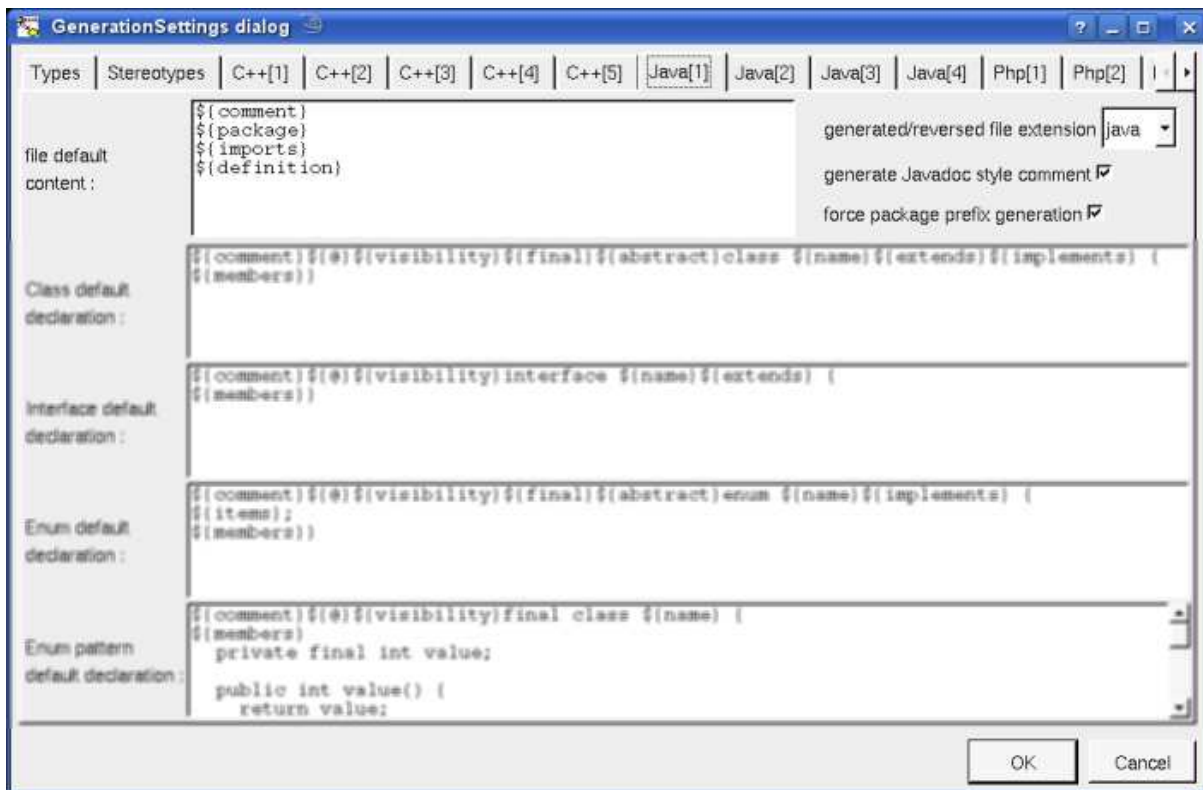 GenerationSettings dialog
Types Stereotypes C++[1] C++[2] C++[3] C++[4] C++[5] Java[1] Java[2] Java[3] Java[4] Php[1] Php[2]
file default
content :
${comment}
${package}
${imports}
${definition}
generated/reversed file extension java
generate Javadoc style comment
force package prefix generation
Class default
declaration :
${comment}${@}${visibility}${final}${abstract}class ${name}${extends}${implements} {
${members}}
Interface default
declaration :
${comment}${@}${visibility}interface ${name}${extends} {
${members}}
Enum default
declaration :
${comment}${@}${visibility}${final}${abstract}enum ${name}${implements} {
${items};
${members}}
Enum pattern
default declaration :
${comment}${@}${visibility}final class ${name} {
${members}
private final int value;
public int value() {
return value;
OK Cancel